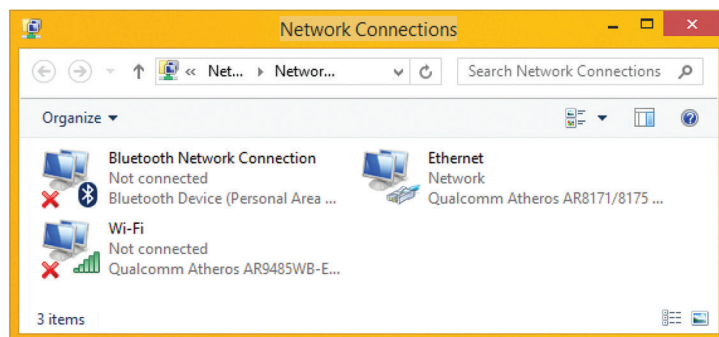 Network Connections
« Net... Networ... Search Network Connections
Organize
Bluetooth Network Connection
Not connected
Bluetooth Device (Personal Area ...
Ethernet
Network
Qualcomm Atheros AR8171/8175 ...
Wi-Fi
Not connected
Qualcomm Atheros AR9485WB-E...
3 items